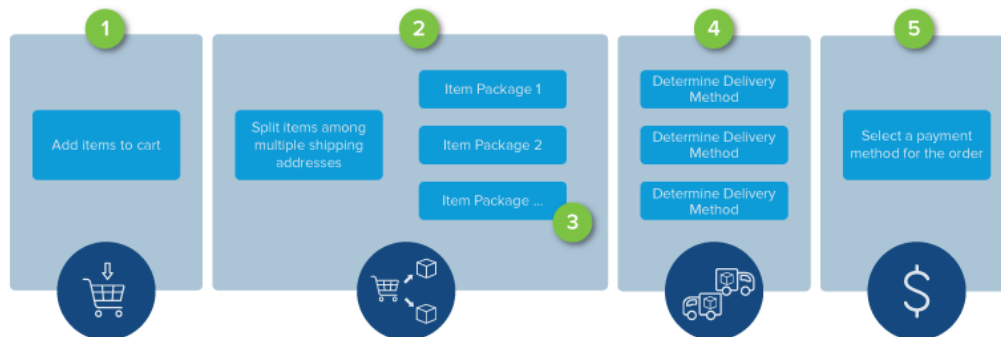 1
Add items to cart
2
Split items among
multiple shipping
addresses
Item Package 1
Item Package 2
Item Package ...
3
4
Determine Delivery
Method
Determine Delivery
Method
Determine Delivery
Method
5
Select a payment
method for the order
$